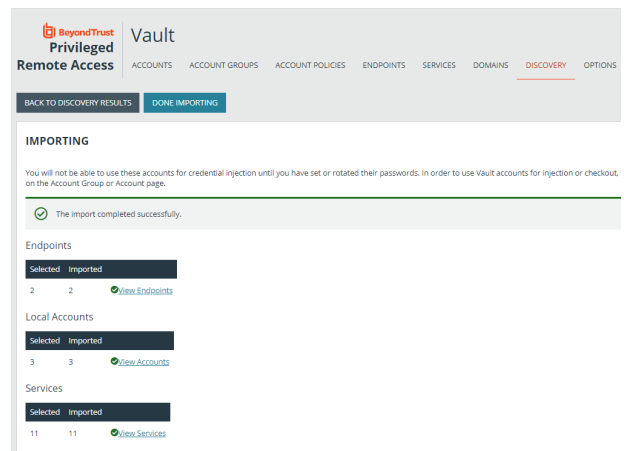 BeyondTrust
Privileged
Remote Access
Vault
ACCOUNTS ACCOUNT GROUPS ACCOUNT POLICIES ENDPOINTS SERVICES DOMAINS DISCOVERY OPTIONS
BACK TO DISCOVERY RESULTS DONE IMPORTING
IMPORTING
You will not be able to use these accounts for credential injection until you have set or rotated their passwords. In order to use Vault accounts for injection or checkout,
on the Account Group or Account page.
The import completed successfully.
Endpoints
Selected Imported
2 2 View Endpoints
Local Accounts
Selected Imported
3 3 View Accounts
Services
Selected Imported
11 11 View Services